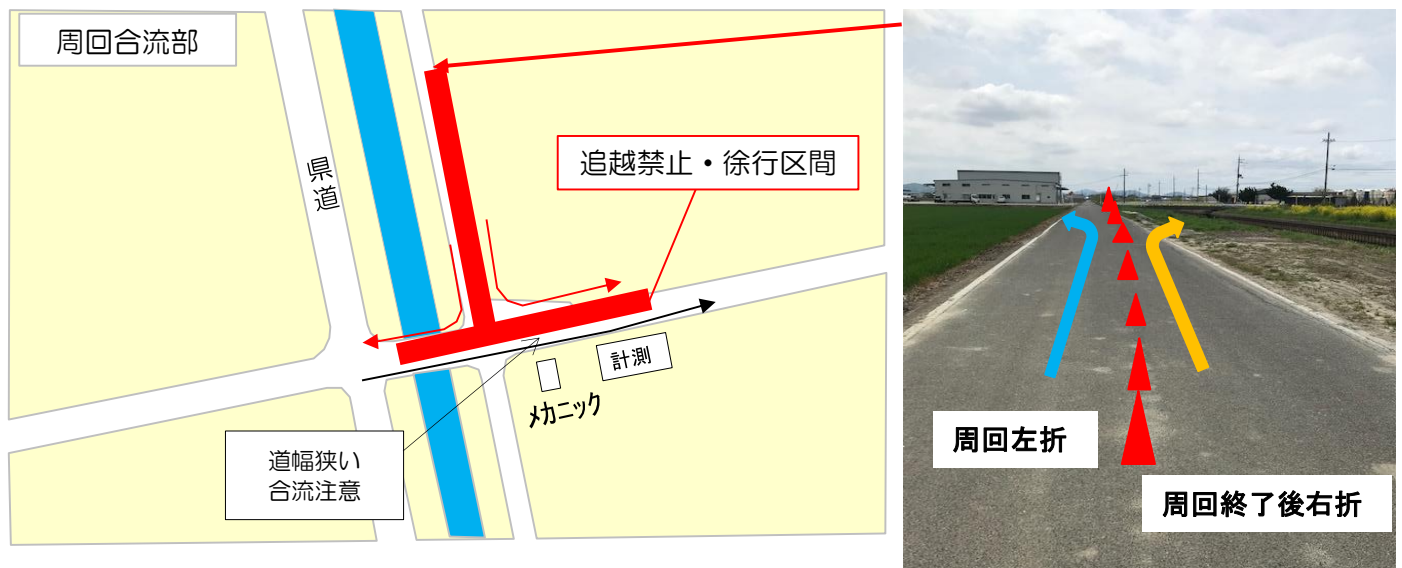 周回合流部
県道
追越禁止・徐行区間
計測
メカニック
道幅狭い
合流注意
周回左折
周回終了後右折